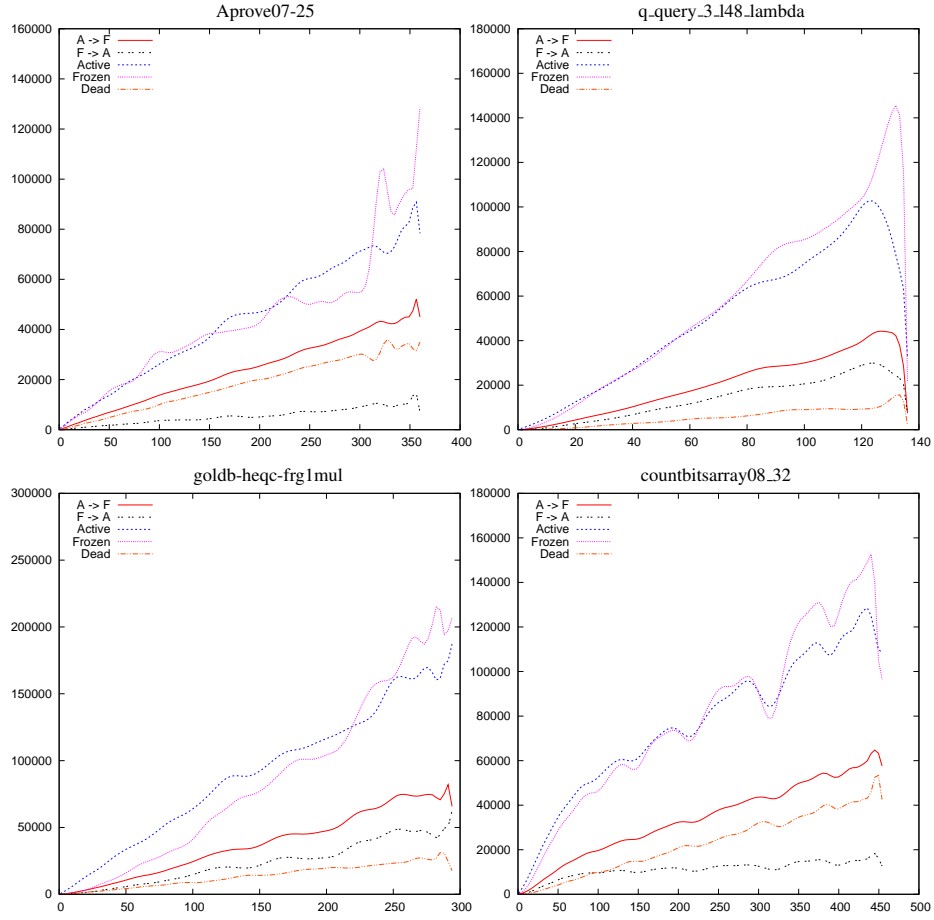 Aprove07-25
A -> F
F -> A
Active
Frozen
Dead
160000
140000
120000
100000
80000
60000
40000
20000
0
0 50 100 150 200 250 300 350 400
q_query_3_l48_lambda
A -> F
F -> A
Active
Frozen
Dead
180000
160000
140000
120000
100000
80000
60000
40000
20000
0
0 20 40 60 80 100 120 140
goldb-heqc-frg1mul
A -> F
F -> A
Active
Frozen
Dead
300000
250000
200000
150000
100000
50000
0
0 50 100 150 200 250 300
countbitsarray08_32
A -> F
F -> A
Active
Frozen
Dead
180000
160000
140000
120000
100000
80000
60000
40000
20000
0
0 50 100 150 200 250 300 350 400 450 500